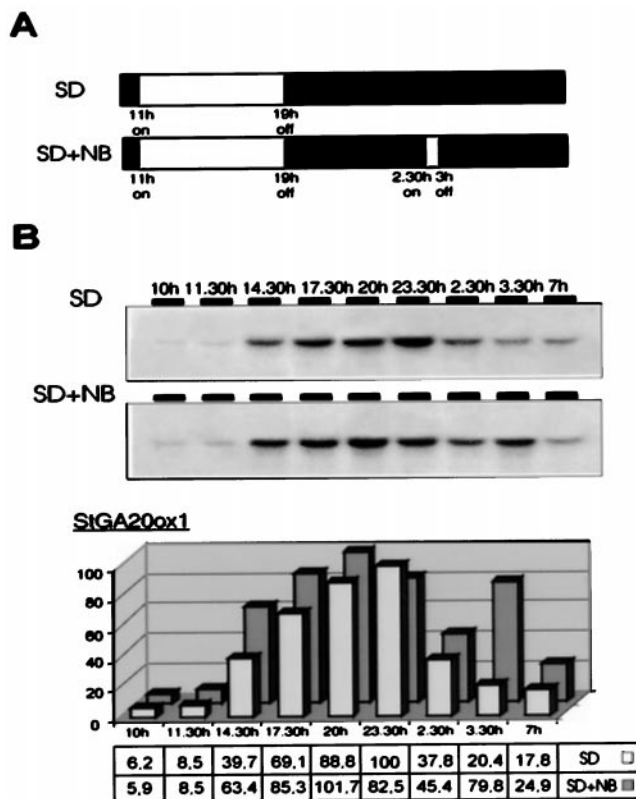 A
SD
11h 19h
on off
SD+NB
11h 19h 2.30h 3h
on off on off
B
10h 11.30h 14.30h 17.30h 20h 23.30h 2.30h 3.30h 7h
SD
SD+NB
StGA20ox1
100
80
60
40
20
0
10h 11.30h 14.30h 17.30h 20h 23.30h 2.30h 3.30h 7h
6.2 8.5 39.7 69.1 88.8 100 37.8 20.4 17.8 SD
5.9 8.5 63.4 85.3 101.7 82.5 45.4 79.8 24.9 SD+NB